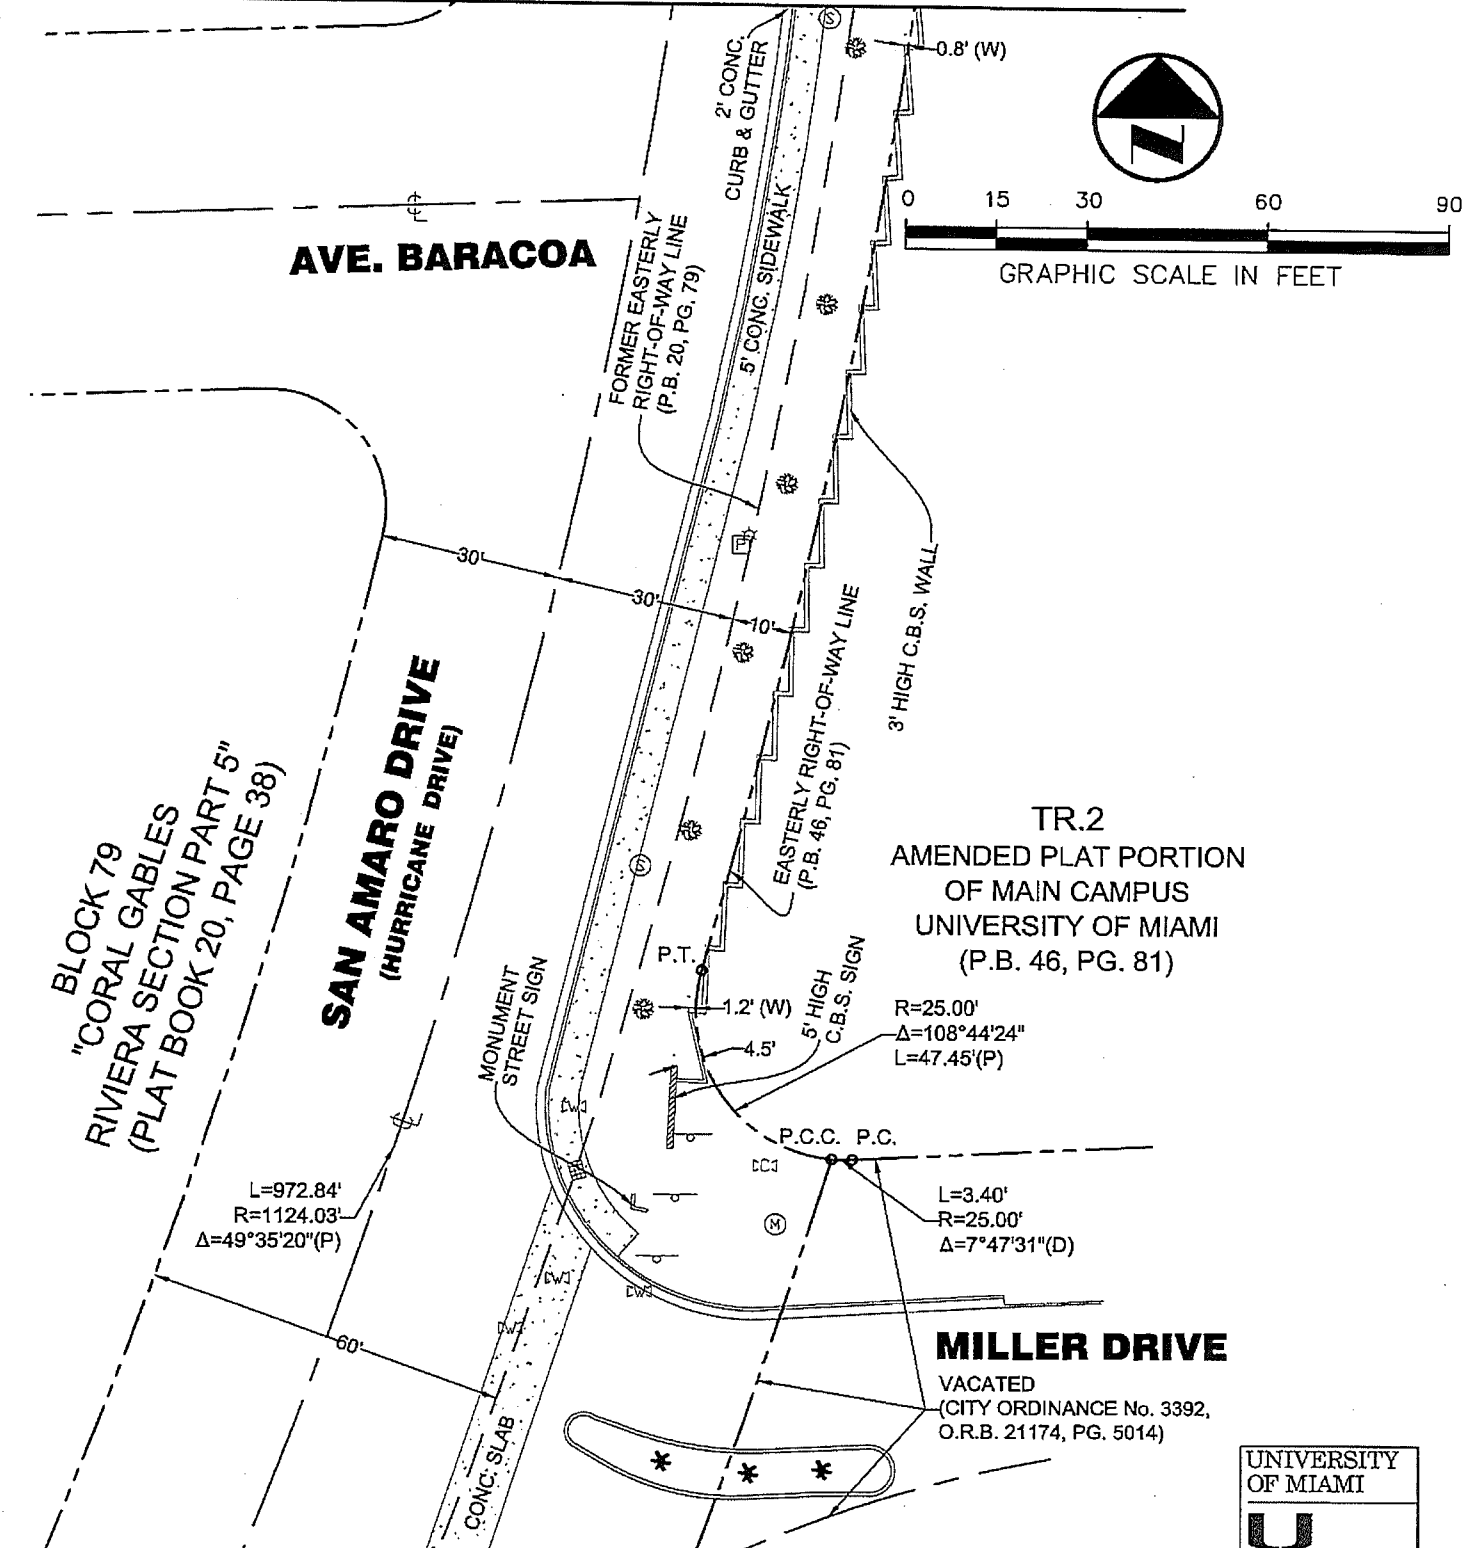 2' CONC.
CURB & GUTTER
0.8' (W)
N
0 15 30 60 90
GRAPHIC SCALE IN FEET
AVE. BARACOA
FORMER EASTERLY
RIGHT-OF-WAY LINE
(P.B. 20, PG. 79)
5' CONC. SIDEWALK
S
P
30'
30'
10'
3' HIGH C.B.S. WALL
EASTERLY RIGHT-OF-WAY LINE
(P.B. 46, PG. 81)
SAN AMARO DRIVE
(HURRICANE DRIVE)
BLOCK 79
"CORAL GABLES
RIVIERA SECTION PART 5"
(PLAT BOOK 20, PAGE 38)
TR.2
AMENDED PLAT PORTION
OF MAIN CAMPUS
UNIVERSITY OF MIAMI
(P.B. 46, PG. 81)
S
P.T.
MONUMENT
STREET SIGN
1.2' (W)
5' HIGH
C.B.S. SIGN
4.5'
R=25.00'
Δ=108°44'24"
L=47.45'(P)
W
P.C.C. P.C.
C
L=972.84'
R=1124.03'
Δ=49°35'20"(P)
L=3.40'
R=25.00'
Δ=7°47'31"(D)
M
W
W
W
60'
MILLER DRIVE
VACATED
(CITY ORDINANCE No. 3392,
O.R.B. 21174, PG. 5014)
CONC. SLAB
UNIVERSITY
OF MIAMI
U